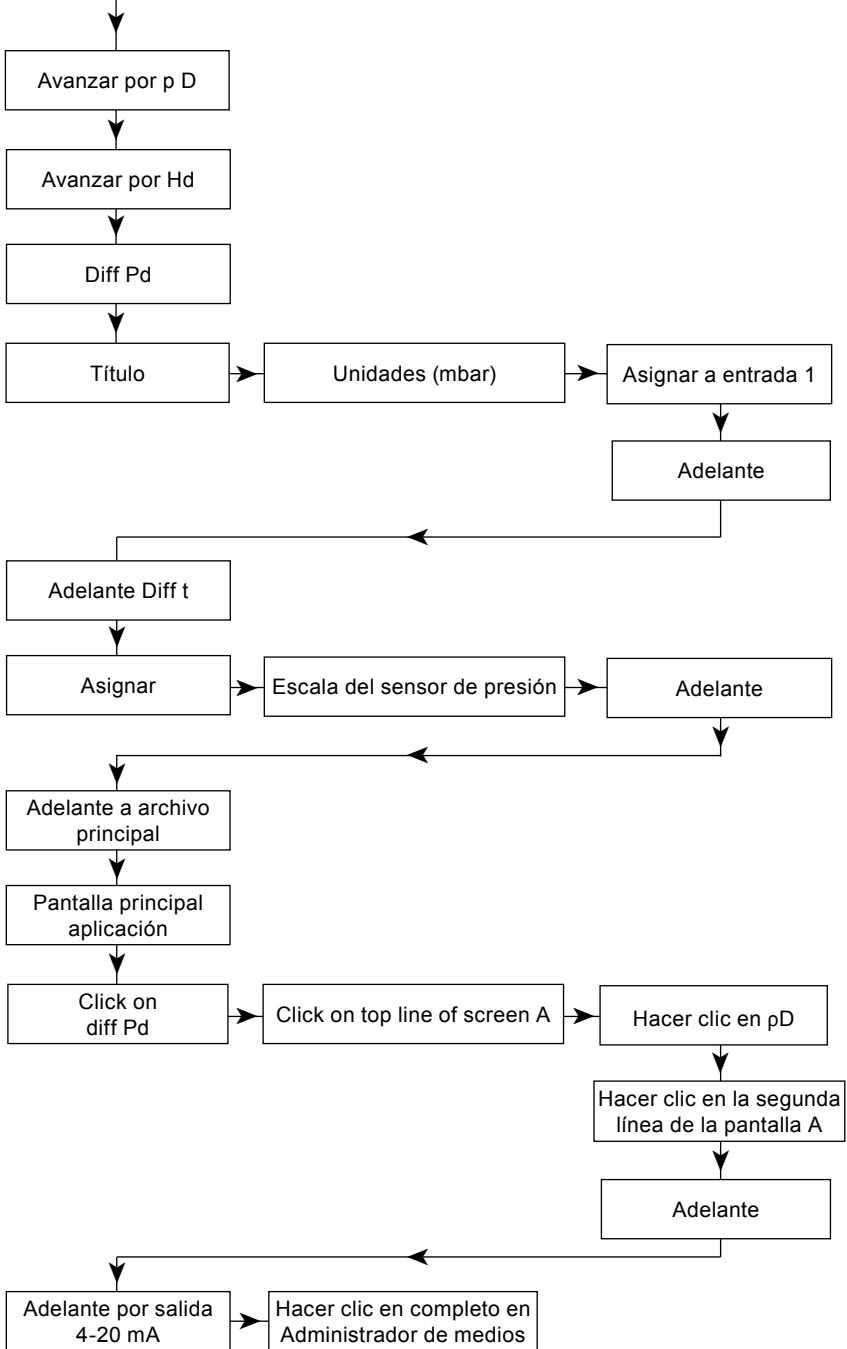 Avanzar por p D
Avanzar por Hd
Diff Pd
Título
Unidades (mbar)
Asignar a entrada 1
Adelante
Adelante Diff t
Asignar
Escala del sensor de presión
Adelante
Adelante a archivo
principal
Pantalla principal
aplicación
Click on
diff Pd
Click on top line of screen A
Hacer clic en ρD
Hacer clic en la segunda
línea de la pantalla A
Adelante
Adelante por salida
4-20 mA
Hacer clic en completo en
Administrador de medios